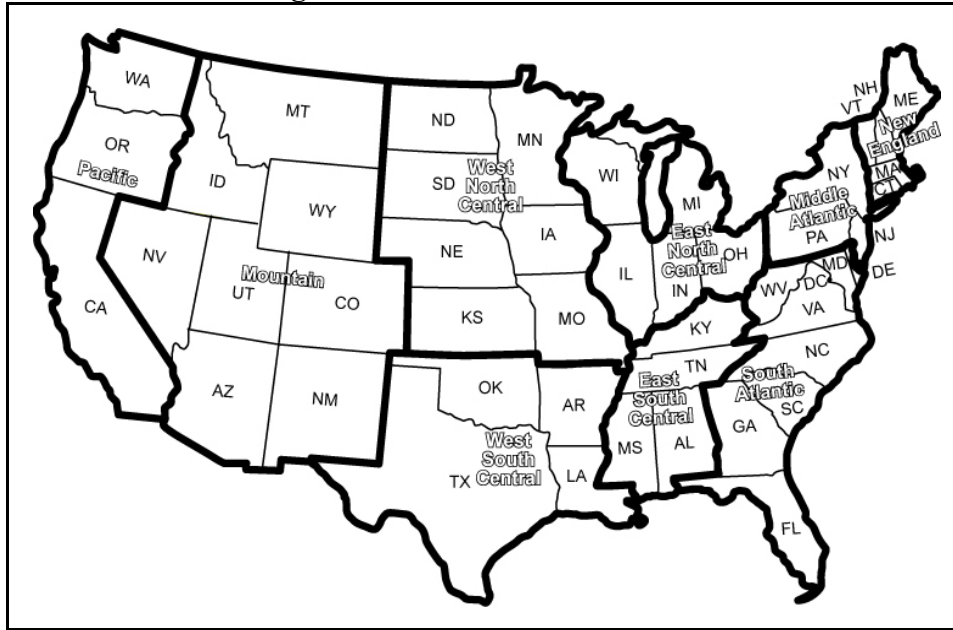 WA
MT
ND
MN
NH
VT
ME
New
England
OR
Pacific
ID
SD
West
North
Central
WI
MI
NY
MA
CT
WY
Middle
Atlantic
PA
NJ
NV
Mountain
UT
CO
NE
IA
IL
IN
East
North
Central
OH
MD
DE
WV
DC
VA
CA
KS
MO
KY
NC
AZ
NM
OK
AR
TN
East
South
Central
South
Atlantic
SC
GA
TX
West
South
Central
LA
MS
AL
FL